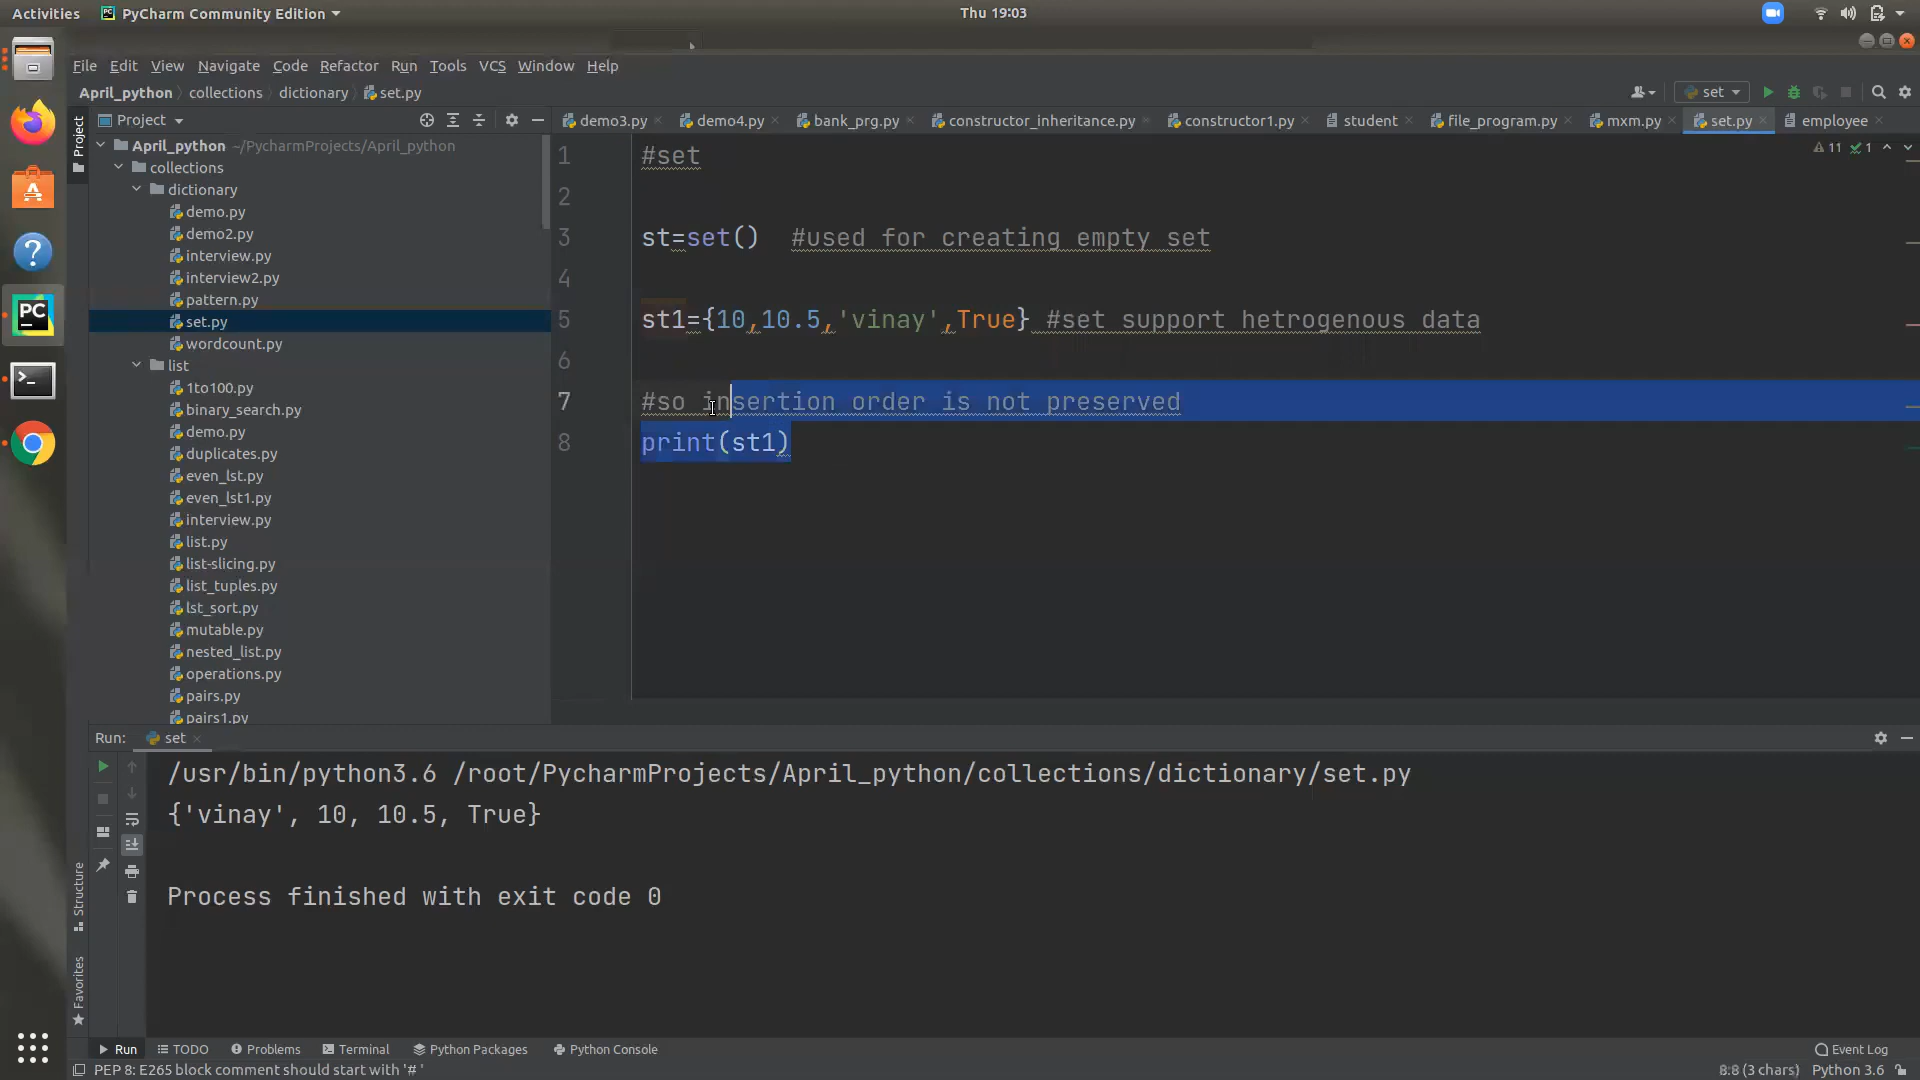 Activities PyCharm Community Edition Thu 19:03
File Edit View Navigate Code Refactor Run Tools VCS Window Help
April_python collections dictionary set.py set
Project demo3.py demo4.py bank_prg.py constructor_inheritance.py constructor1.py student file_program.py mxm.py set.py employee
Project
April_python ~/PycharmProjects/April_python
collections
dictionary
demo.py
demo2.py
interview.py
interview2.py
pattern.py
set.py
wordcount.py
list
1to100.py
binary_search.py
demo.py
duplicates.py
even_lst.py
even_lst1.py
interview.py
list.py
list-slicing.py
list_tuples.py
lst_sort.py
mutable.py
nested_list.py
operations.py
pairs.py
pairs1.py
11 1
1 #set
2
3 st=set() #used for creating empty set
4
5 st1={10,10.5,'vinay',True} #set support hetrogenous data
6
7 #so insertion order is not preserved
8 print(st1)
Run: set
/usr/bin/python3.6 /root/PycharmProjects/April_python/collections/dictionary/set.py
{'vinay', 10, 10.5, True}
Process finished with exit code 0
Structure
Favorites
Run TODO Problems Terminal Python Packages Python Console Event Log
PEP 8: E265 block comment should start with '# ' 8:8 (3 chars) Python 3.6